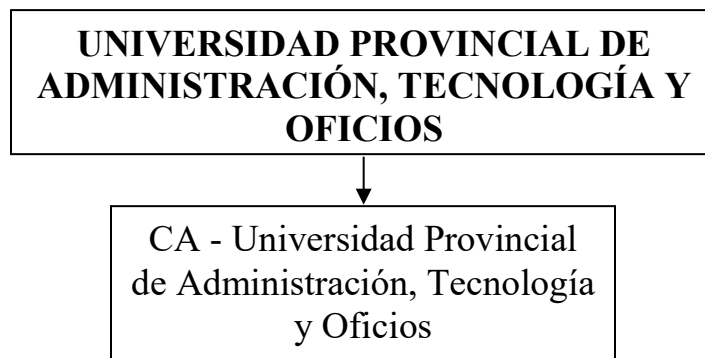 UNIVERSIDAD PROVINCIAL DE
ADMINISTRACIÓN, TECNOLOGÍA Y
OFICIOS
CA - Universidad Provincial
de Administración, Tecnología
y Oficios